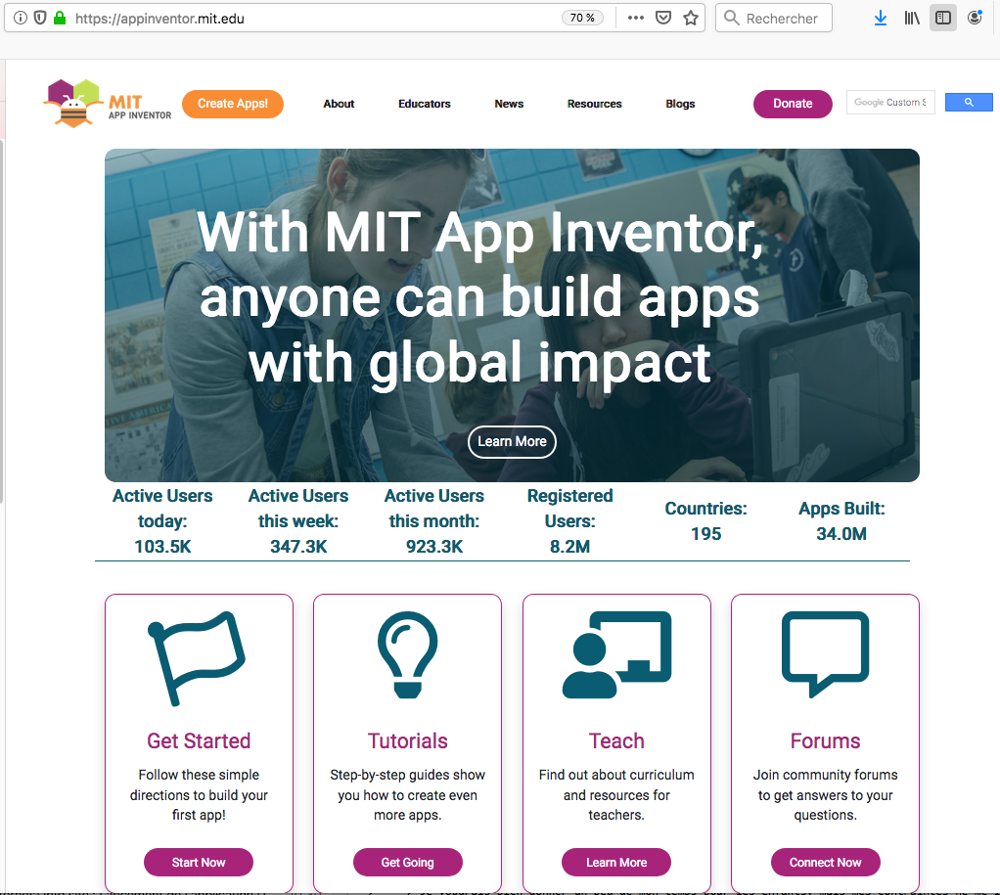 https://appinventor.mit.edu
70 %
Rechercher
MIT
APP INVENTOR
Create Apps!
About
Educators
News
Resources
Blogs
Donate
Google Custom S
With MIT App Inventor,
anyone can build apps
with global impact
Learn More
Active Users
today:
103.5K
Active Users
this week:
347.3K
Active Users
this month:
923.3K
Registered
Users:
8.2M
Countries:
195
Apps Built:
34.0M
Get Started
Follow these simple
directions to build your
first app!
Start Now
Tutorials
Step-by-step guides show
you how to create even
more apps.
Get Going
Teach
Find out about curriculum
and resources for
teachers.
Learn More
Forums
Join community forums
to get answers to your
questions.
Connect Now